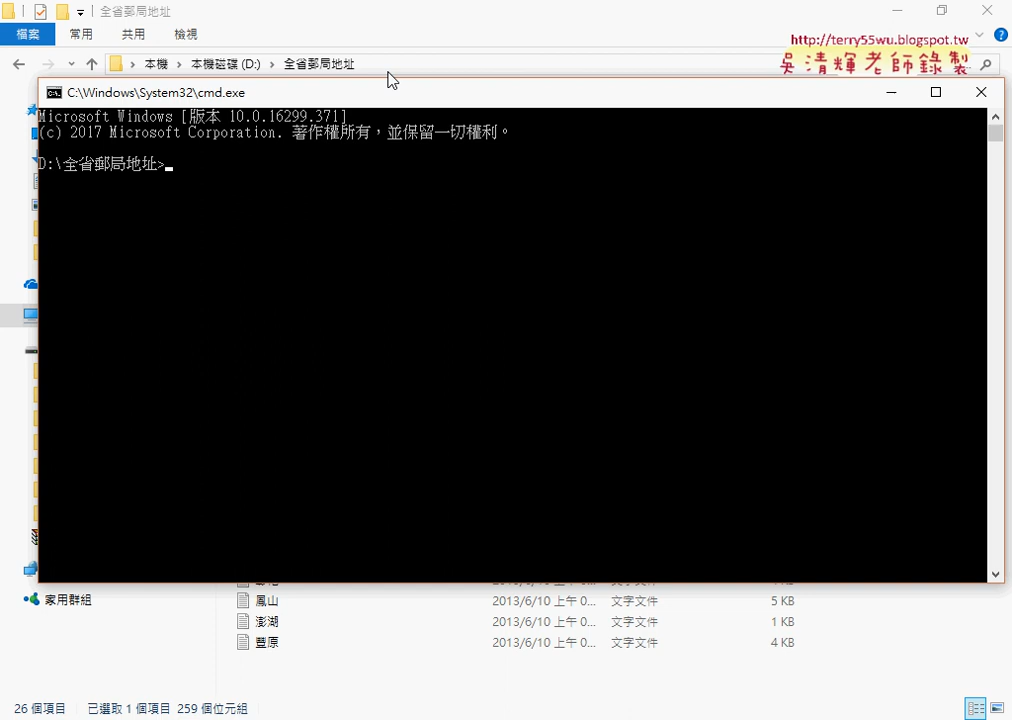 全省郵局地址
檔案 常用 共用 檢視
http://terry55wu.blogspot.tw
吳清輝老師錄製
本機 > 本機磁碟 (D:) > 全省郵局地址
C:\Windows\System32\cmd.exe
Microsoft Windows [版本 10.0.16299.371]
(c) 2017 Microsoft Corporation. 著作權所有，並保留一切權利。
D:\全省郵局地址>
家用群組
鳳山 2013/6/10 上午 0... 文字文件 5 KB
澎湖 2013/6/10 上午 0... 文字文件 1 KB
豐原 2013/6/10 上午 0... 文字文件 4 KB
26 個項目 已選取 1 個項目 259 個位元組